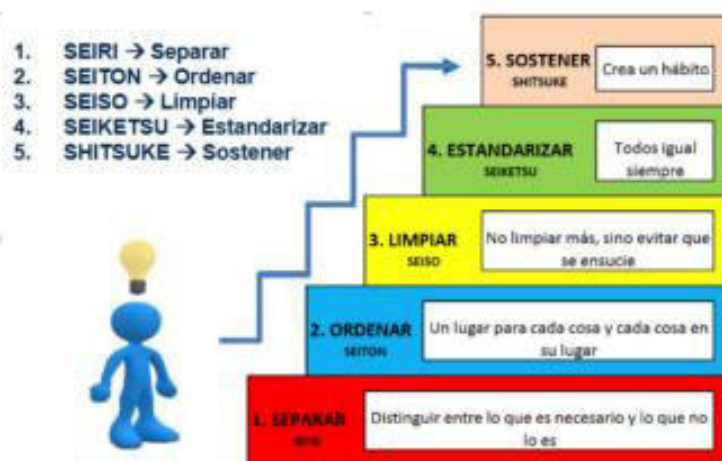 1. SEIRI → Separar
2. SEITON → Ordenar
3. SEISO → Limpiar
4. SEIKETSU → Estandarizar
5. SHITSUKE → Sostener
5. SOSTENER
SHITSUKE
Crea un hábito
4. ESTANDARIZAR
SEIKETSU
Todos igual
siempre
3. LIMPIAR
SEISO
No limpiar más, sino evitar que
se ensucie
2. ORDENAR
SEITON
Un lugar para cada cosa y cada cosa en
su lugar
1. SEPARAR
SEIRI
Distinguir entre lo que es necesario y lo que no
lo es